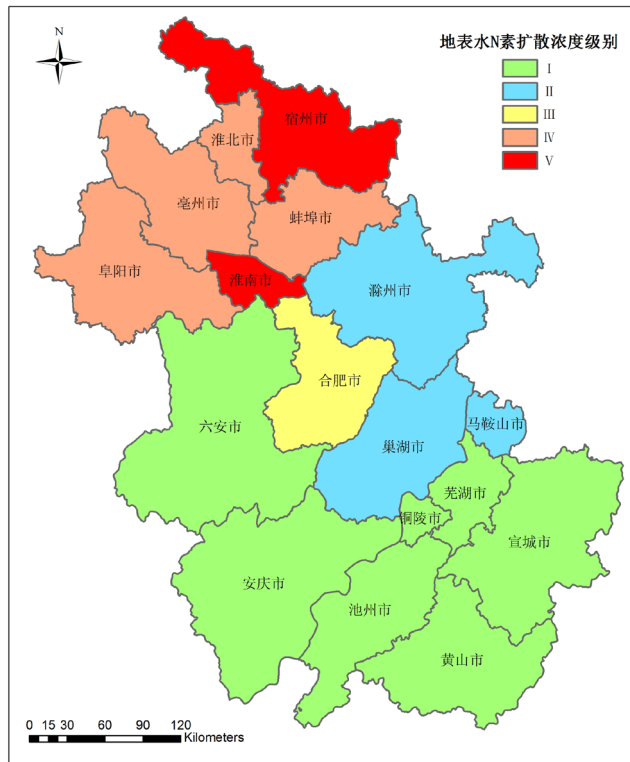 N
地表水N素扩散浓度级别
I
II
III
IV
V
宿州市
淮北市
亳州市
蚌埠市
阜阳市
淮南市
滁州市
合肥市
六安市
马鞍山市
巢湖市
芜湖市
铜陵市
宣城市
安庆市
池州市
黄山市
0 15 30 60 90 120
Kilometers